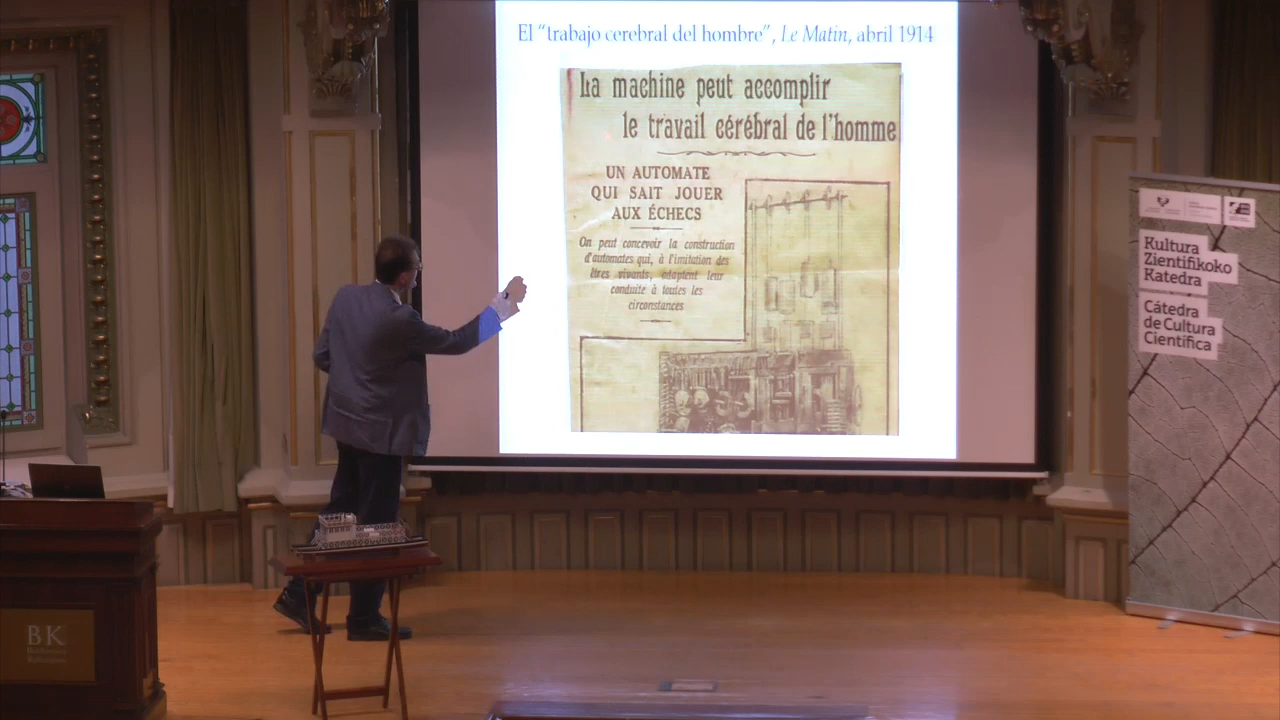 El “trabajo cerebral del hombre”, Le Matin, abril 1914
La machine peut accomplir
le travail cérébral de l'homme
UN AUTOMATE
QUI SAIT JOUER
AUX ÉCHECS
On peut concevoir la construction
d'automates qui, à l'imitation des
êtres vivants, adaptent leur
conduite à toutes les
circonstances
Kultura
Zientifikoko
Katedra
Cátedra
de Cultura
Científica
BK